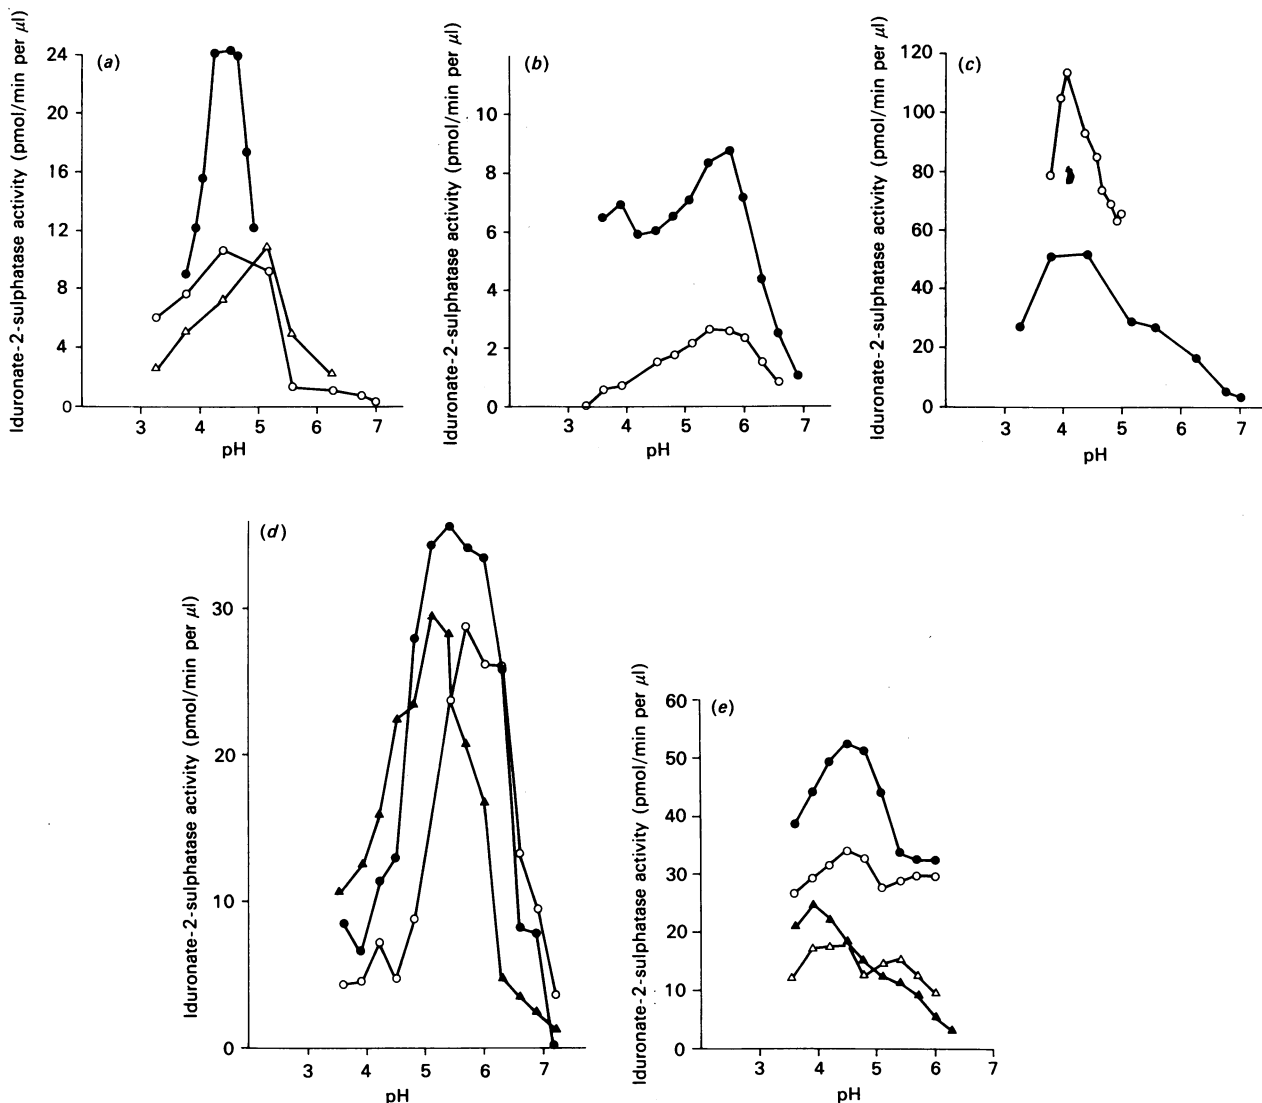 Iduronate-2-sulphatase activity (pmol/min per μl)
(a)
24
20
16
12
8
4
0
3 4 5 6 7
pH
Iduronate-2-sulphatase activity (pmol/min per μl)
(b)
10
8
6
4
2
0
3 4 5 6 7
pH
Iduronate-2-sulphatase activity (pmol/min per μl)
(c)
120
100
80
60
40
20
0
3 4 5 6 7
pH
Iduronate-2-sulphatase activity (pmol/min per μl)
(d)
30
20
10
0
3 4 5 6 7
pH
Iduronate-2-sulphatase activity (pmol/min per μl)
(e)
60
50
40
30
20
10
0
3 4 5 6 7
pH